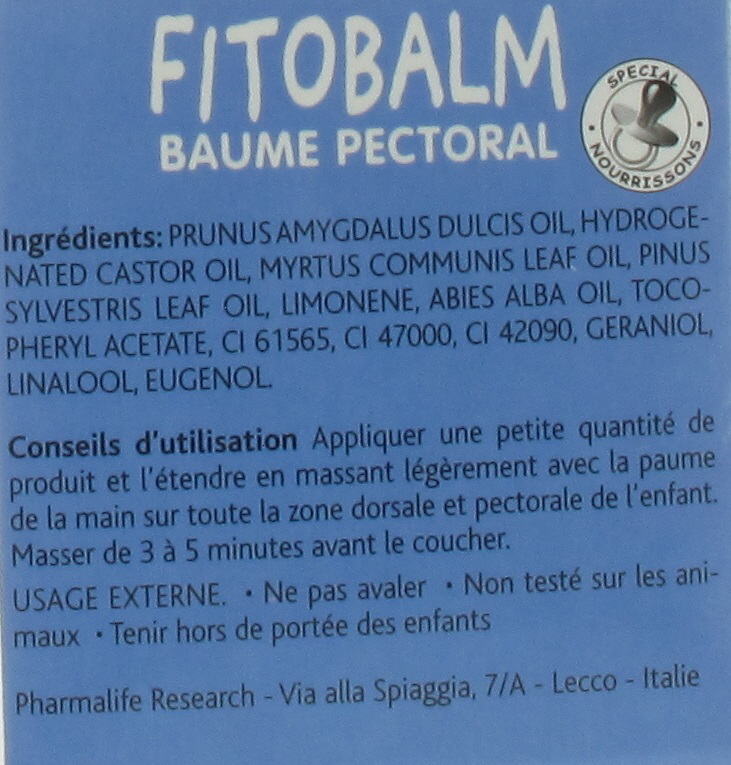 FITOBALM
BAUME PECTORAL
SPECIAL
• NOURRISSONS •
Ingrédients: PRUNUS AMYGDALUS DULCIS OIL, HYDROGE-
NATED CASTOR OIL, MYRTUS COMMUNIS LEAF OIL, PINUS
SYLVESTRIS LEAF OIL, LIMONENE, ABIES ALBA OIL, TOCO-
PHERYL ACETATE, CI 61565, CI 47000, CI 42090, GERANIOL,
LINALOOL, EUGENOL.
Conseils d'utilisation Appliquer une petite quantité de
produit et l'étendre en massant légèrement avec la paume
de la main sur toute la zone dorsale et pectorale de l'enfant.
Masser de 3 à 5 minutes avant le coucher.
USAGE EXTERNE. • Ne pas avaler • Non testé sur les ani-
maux • Tenir hors de portée des enfants
Pharmalife Research - Via alla Spiaggia, 7/A - Lecco - Italie